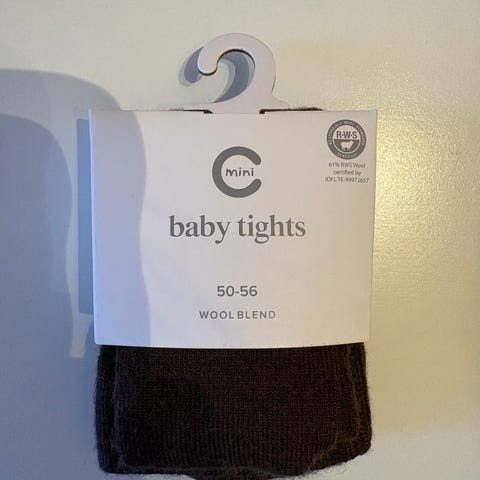 R-W-S
61% RWS Wool
certified by
IDFL TE-99972657
mini
baby tights
50-56
WOOL BLEND